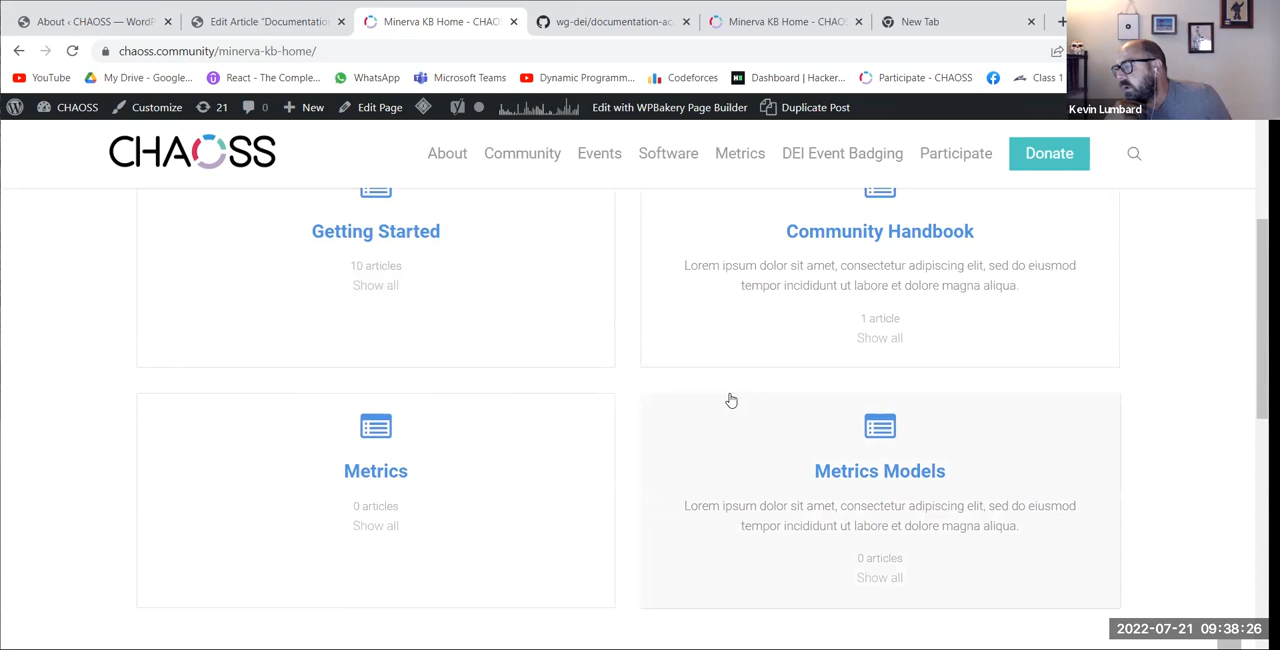 About ‹ CHAOSS — WordP
Edit Article "Documentation
Minerva KB Home - CHAO
wg-dei/documentation-ac
Minerva KB Home - CHAO
New Tab
chaoss.community/minerva-kb-home/
YouTube
My Drive - Google...
React - The Comple...
WhatsApp
Microsoft Teams
Dynamic Programm...
Codeforces
Dashboard | Hacker...
Participate - CHAOSS
Class 1
CHAOSS
Customize
21
0
New
Edit Page
Edit with WPBakery Page Builder
Duplicate Post
Kevin Lumbard
CHAOSS
About
Community
Events
Software
Metrics
DEI Event Badging
Participate
Donate
Getting Started
10 articles
Show all
Community Handbook
Lorem ipsum dolor sit amet, consectetur adipiscing elit, sed do eiusmod
tempor incididunt ut labore et dolore magna aliqua.
1 article
Show all
Metrics
0 articles
Show all
Metrics Models
Lorem ipsum dolor sit amet, consectetur adipiscing elit, sed do eiusmod
tempor incididunt ut labore et dolore magna aliqua.
0 articles
Show all
2022-07-21 09:38:26